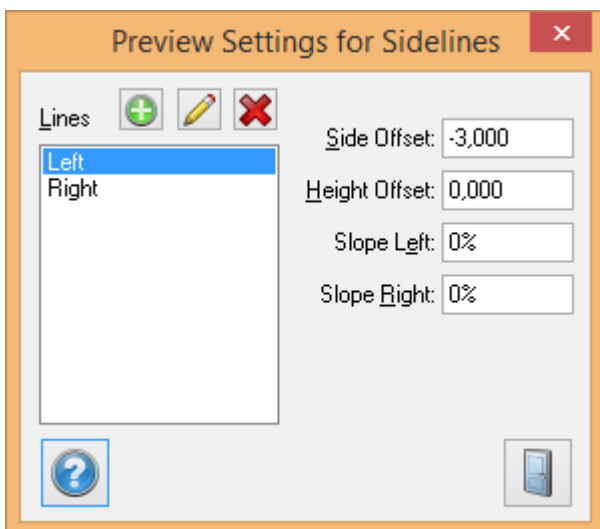 Preview Settings for Sidelines
Lines
Left
Right
Side Offset: -3,000
Height Offset: 0,000
Slope Left: 0%
Slope Right: 0%